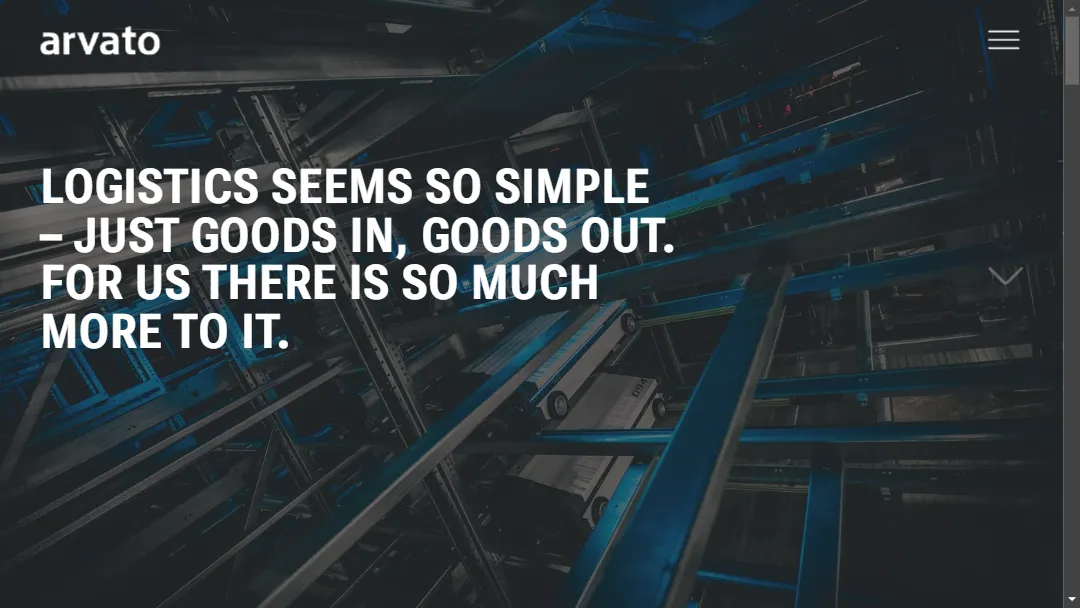 arvato
LOGISTICS SEEMS SO SIMPLE
– JUST GOODS IN, GOODS OUT.
FOR US THERE IS SO MUCH
MORE TO IT.
094